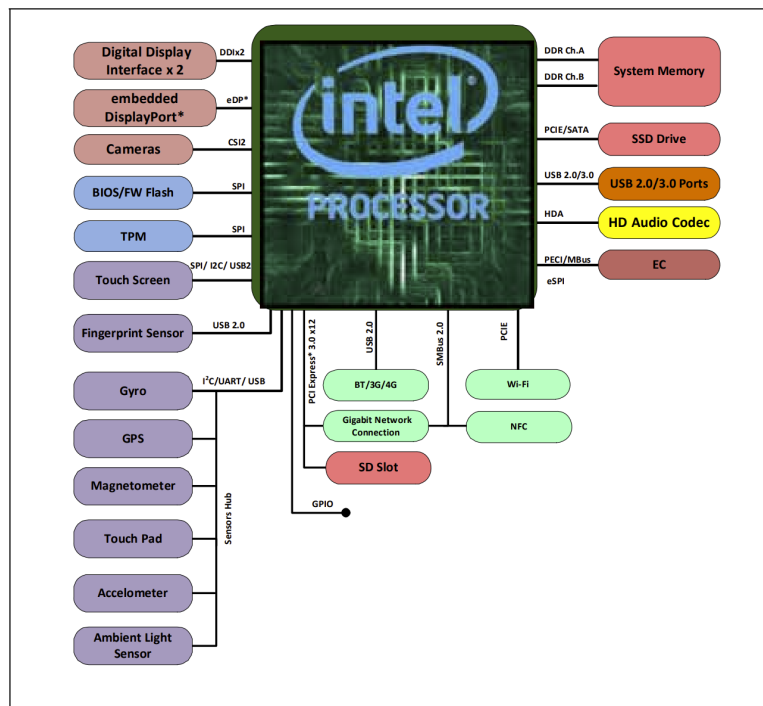 Digital Display
Interface x 2
DDIx2
embedded
DisplayPort*
eDP*
Cameras
CSI2
BIOS/FW Flash
SPI
TPM
SPI
Touch Screen
SPI/ I2C/ USB2
Fingerprint Sensor
USB 2.0
Gyro
I²C/UART/ USB
GPS
Magnetometer
Touch Pad
Accelometer
Ambient Light
Sensor
Sensors Hub
intel
PROCESSOR
DDR Ch.A
DDR Ch.B
System Memory
PCIE/SATA
SSD Drive
USB 2.0/3.0
USB 2.0/3.0 Ports
HDA
HD Audio Codec
PECI/MBus
eSPI
EC
PCI Express* 3.0 x12
USB 2.0
SMBus 2.0
PCIE
BT/3G/4G
Wi-Fi
Gigabit Network
Connection
NFC
SD Slot
GPIO